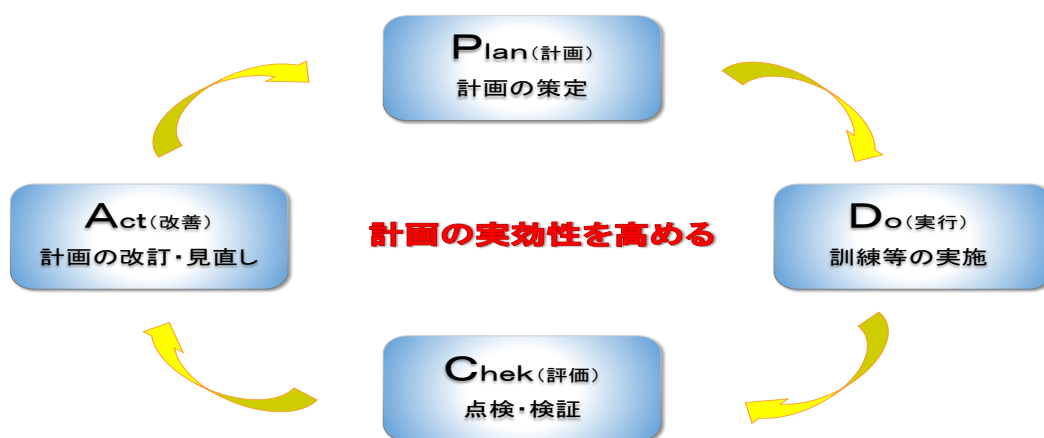 Plan(計画)
計画の策定
Act(改善)
計画の改訂・見直し
計画の実効性を高める
Do(実行)
訓練等の実施
Chek(評価)
点検・検証